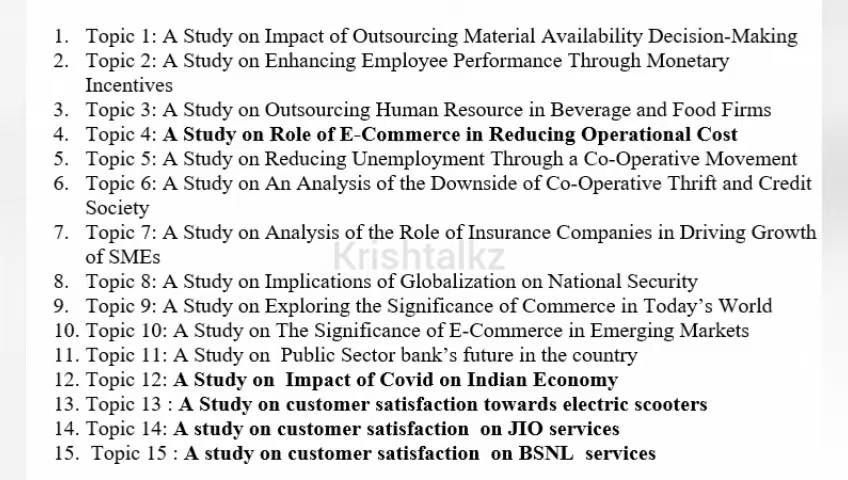 1. Topic 1: A Study on Impact of Outsourcing Material Availability Decision-Making
2. Topic 2: A Study on Enhancing Employee Performance Through Monetary
Incentives
3. Topic 3: A Study on Outsourcing Human Resource in Beverage and Food Firms
4. Topic 4: A Study on Role of E-Commerce in Reducing Operational Cost
5. Topic 5: A Study on Reducing Unemployment Through a Co-Operative Movement
6. Topic 6: A Study on An Analysis of the Downside of Co-Operative Thrift and Credit
Society
7. Topic 7: A Study on Analysis of the Role of Insurance Companies in Driving Growth
of SMEs
Krishtalkz
8. Topic 8: A Study on Implications of Globalization on National Security
9. Topic 9: A Study on Exploring the Significance of Commerce in Today's World
10. Topic 10: A Study on The Significance of E-Commerce in Emerging Markets
11. Topic 11: A Study on Public Sector bank's future in the country
12. Topic 12: A Study on Impact of Covid on Indian Economy
13. Topic 13 : A Study on customer satisfaction towards electric scooters
14. Topic 14: A study on customer satisfaction on JIO services
15. Topic 15 : A study on customer satisfaction on BSNL services